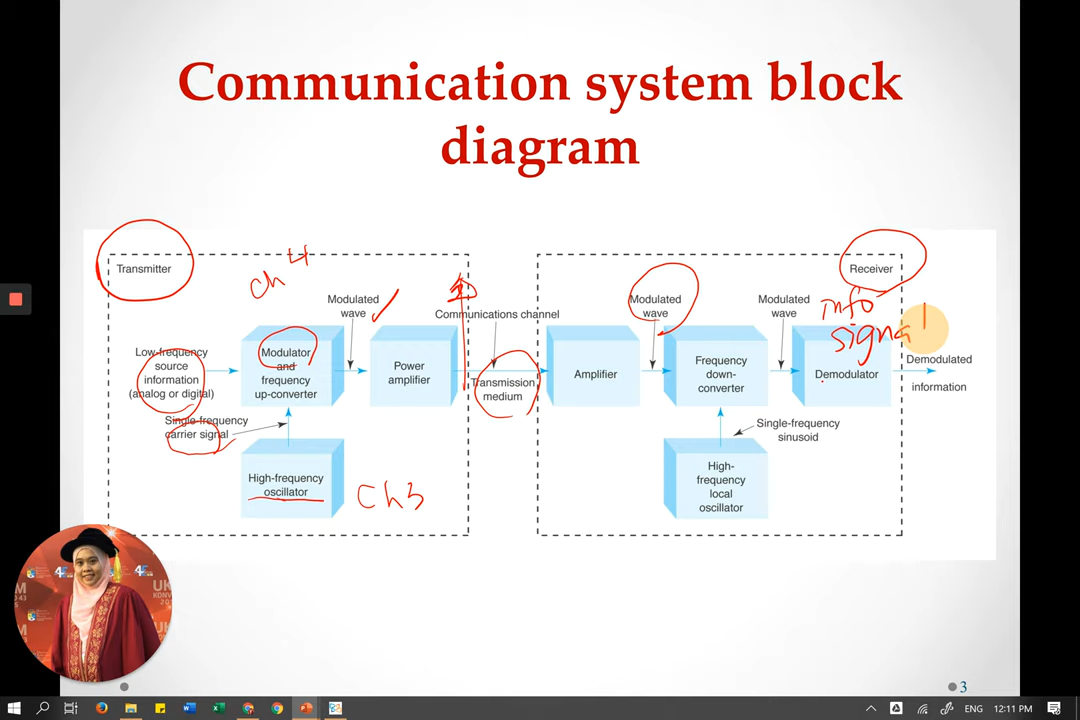 Communication system block
diagram
Transmitter
Receiver
ch 4
info
signal
Modulated
wave
Communications channel
Modulated
wave
Modulated
wave
Low-frequency
source
information
(analog or digital)
Modulator
and
frequency
up-converter
Power
amplifier
Transmission
medium
Amplifier
Frequency
down-
converter
Demodulator
Demodulated
information
Single-frequency
carrier signal
Single-frequency
sinusoid
High-frequency
oscillator
Ch3
High-
frequency
local
oscillator
3
ENG
12:11 PM